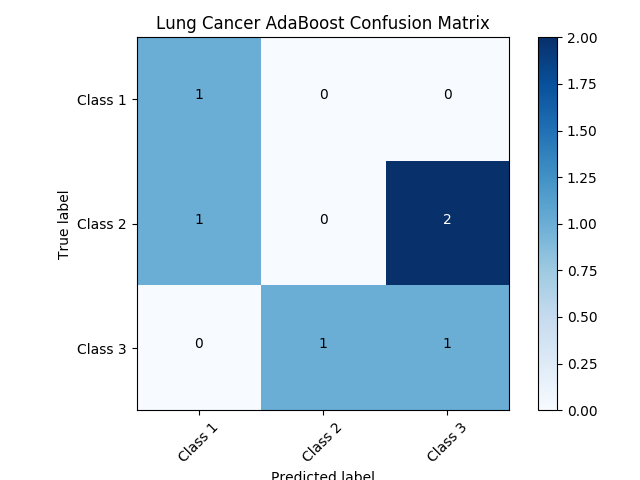 Lung Cancer AdaBoost Confusion Matrix
True label
Class 1
1 0 0
Class 2
1 0 2
Class 3
0 1 1
Class 1 Class 2 Class 3
Predicted label
2.00
1.75
1.50
1.25
1.00
0.75
0.50
0.25
0.00